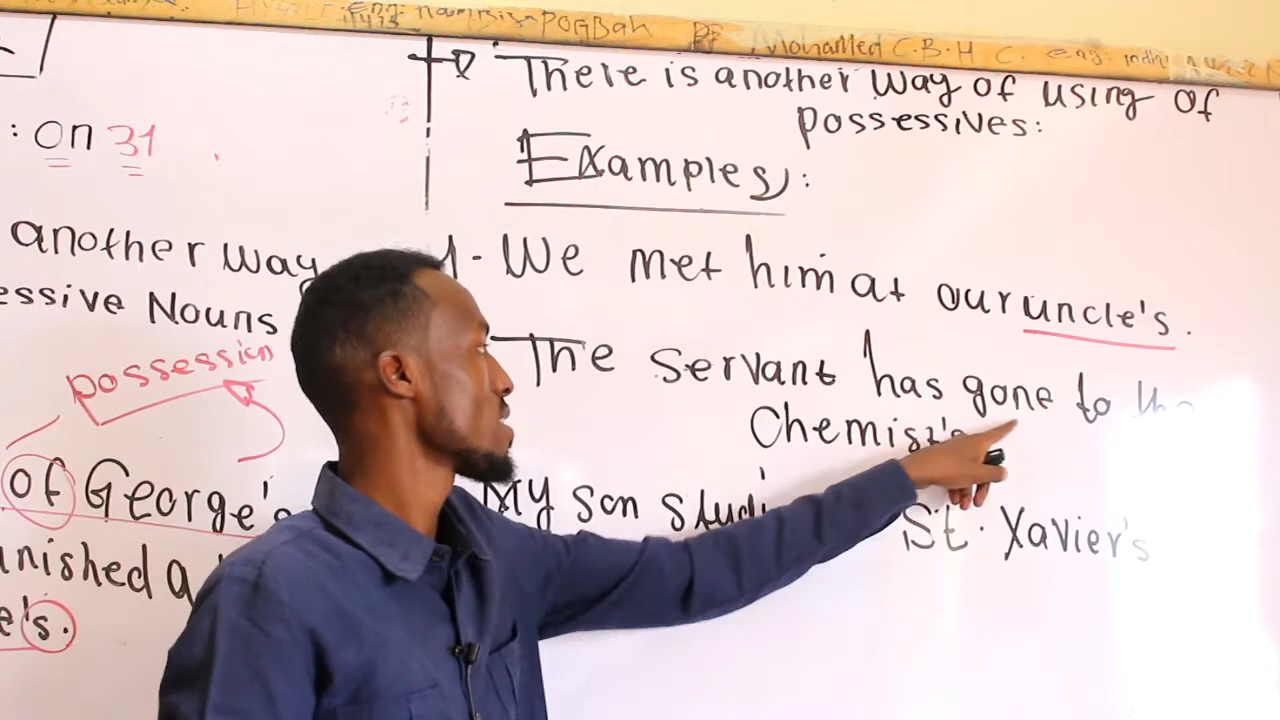 POGBAH
Mohamed C.B.H C. eng.
There is another way of using of
possessives:
Examples:
: on 31
another way
essive Nouns
possession
of George's
nished a
e's.
We met him at our uncle's.
The servant has gone to the
Chemist's
My son studi
St. Xavier's